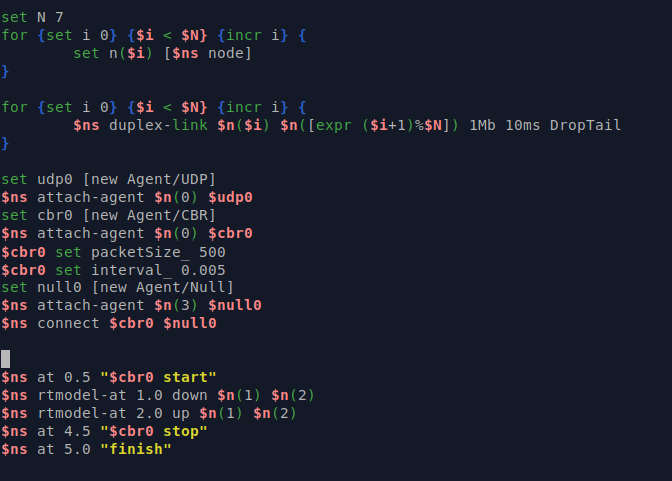 set N 7
for {set i 0} {$i < $N} {incr i} {
        set n($i) [$ns node]
}
for {set i 0} {$i < $N} {incr i} {
        $ns duplex-link $n($i) $n([expr ($i+1)%$N]) 1Mb 10ms DropTail
}
set udp0 [new Agent/UDP]
$ns attach-agent $n(0) $udp0
set cbr0 [new Agent/CBR]
$ns attach-agent $n(0) $cbr0
$cbr0 set packetSize_ 500
$cbr0 set interval_ 0.005
set null0 [new Agent/Null]
$ns attach-agent $n(3) $null0
$ns connect $cbr0 $null0
$ns at 0.5 "$cbr0 start"
$ns rtmodel-at 1.0 down $n(1) $n(2)
$ns rtmodel-at 2.0 up $n(1) $n(2)
$ns at 4.5 "$cbr0 stop"
$ns at 5.0 "finish"